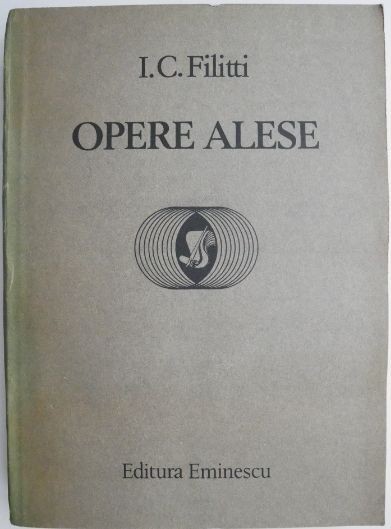 I.C. Filitti
OPERE ALESE
Editura Eminescu